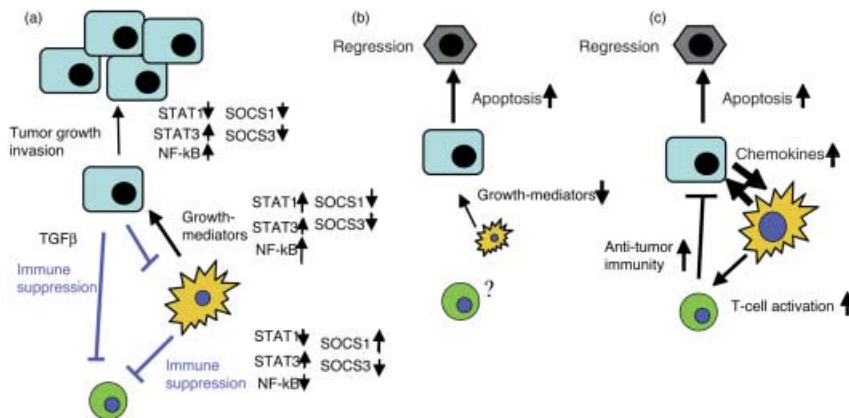 (a)
STAT1 SOCS1
STAT3 SOCS3
NF-kB
Tumor growth
invasion
STAT1 SOCS1
STAT3 SOCS3
NF-kB
Growth-
mediators
TGFβ
Immune
suppression
STAT1 SOCS1
STAT3 SOCS3
NF-kB
Immune
suppression
(b)
Regression
Apoptosis
Growth-mediators
?
(c)
Regression
Apoptosis
Chemokines
Anti-tumor
immunity
T-cell activation